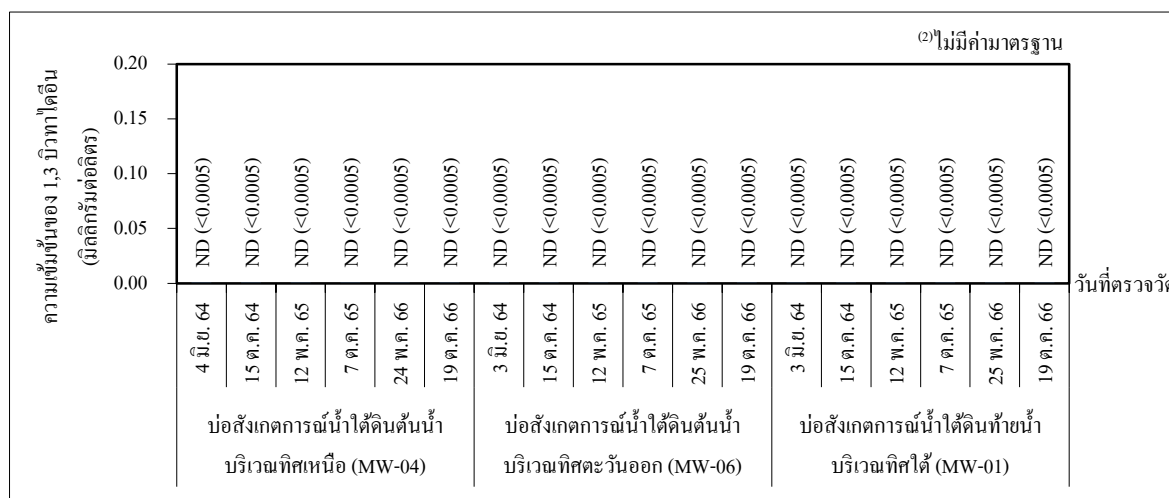 (2)ไม่มีค่ามาตรฐาน
ความเข้มข้นของ 1,3 บิวทาไดอีน
(มิลลิกรัมต่อลิตร)
0.20
0.15
0.10
0.05
0.00
ND (<0.0005) ND (<0.0005) ND (<0.0005) ND (<0.0005) ND (<0.0005) ND (<0.0005) ND (<0.0005) ND (<0.0005) ND (<0.0005) ND (<0.0005) ND (<0.0005) ND (<0.0005) ND (<0.0005) ND (<0.0005) ND (<0.0005) ND (<0.0005) ND (<0.0005) ND (<0.0005)
วันที่ตรวจวัด
4 มิ.ย. 64 15 ต.ค. 64 12 พ.ค. 65 7 ต.ค. 65 24 พ.ค. 66 19 ต.ค. 66 3 มิ.ย. 64 15 ต.ค. 64 12 พ.ค. 65 7 ต.ค. 65 25 พ.ค. 66 19 ต.ค. 66 3 มิ.ย. 64 15 ต.ค. 64 12 พ.ค. 65 7 ต.ค. 65 25 พ.ค. 66 19 ต.ค. 66
บ่อสังเกตการณ์น้ำใต้ดินต้นน้ำ
บริเวณทิศเหนือ (MW-04)
บ่อสังเกตการณ์น้ำใต้ดินต้นน้ำ
บริเวณทิศตะวันออก (MW-06)
บ่อสังเกตการณ์น้ำใต้ดินท้ายน้ำ
บริเวณทิศใต้ (MW-01)